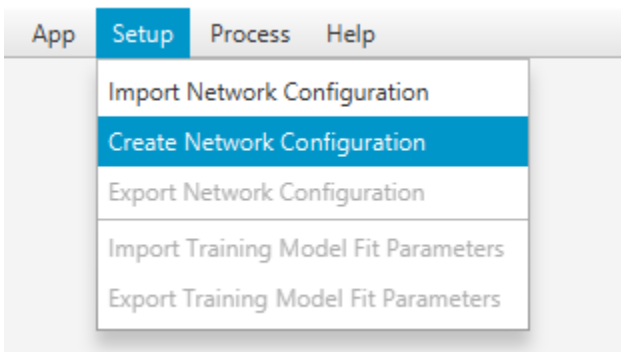 App Setup Process Help
Import Network Configuration
Create Network Configuration
Export Network Configuration
Import Training Model Fit Parameters
Export Training Model Fit Parameters